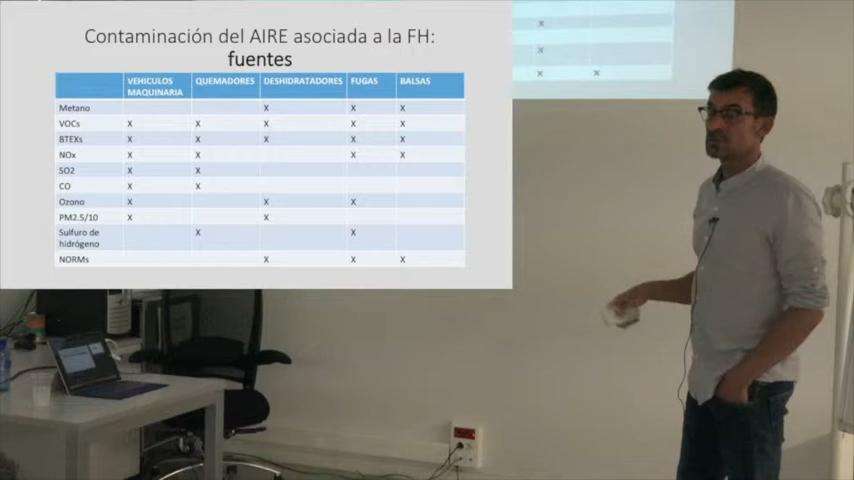 Contaminación del AIRE asociada a la FH:
fuentes
VEHICULOS MAQUINARIA QUEMADORES DESHIDRATADORES FUGAS BALSAS
Metano X X X
VOCs X X X X X
BTEXs X X X X X
NOx X X X X
SO2 X X
CO X X
Ozono X X X
PM2.5/10 X X
Sulfuro de hidrógeno X X
NORMs X X X
X
X
X X